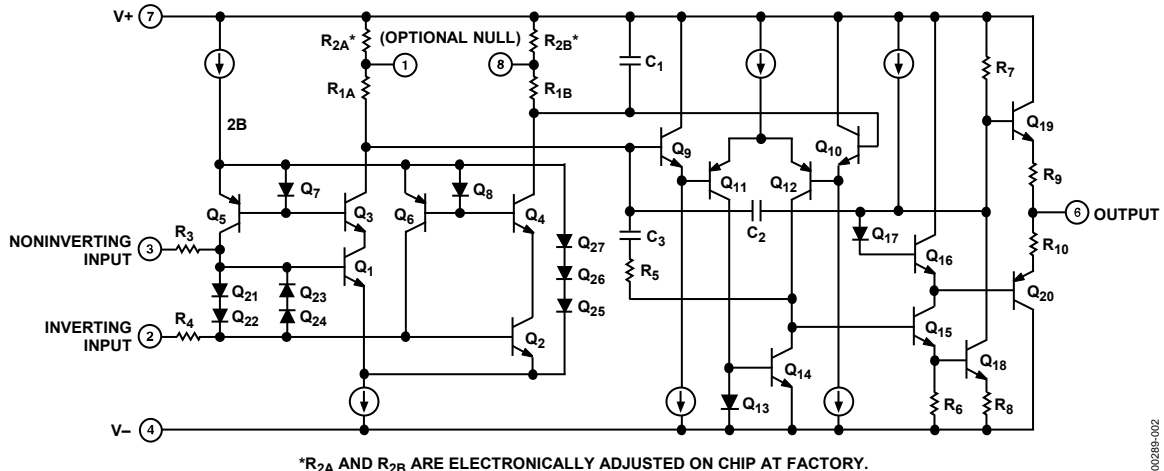 V+ 7
R2A*
(OPTIONAL NULL)
R2B*
1
8
R1A
R1B
C1
R7
2B
Q19
Q9
Q10
Q7
Q8
Q11
Q12
R9
Q5
Q3
Q6
Q4
6 OUTPUT
NONINVERTING
INPUT
3
R3
C2
Q17
C3
R10
Q27
Q1
Q16
Q26
R5
Q21
Q23
Q20
Q25
Q22
Q24
INVERTING
INPUT
2
R4
Q15
Q2
Q18
Q14
Q13
R6
R8
V– 4
*R2A AND R2B ARE ELECTRONICALLY ADJUSTED ON CHIP AT FACTORY.
00289-002